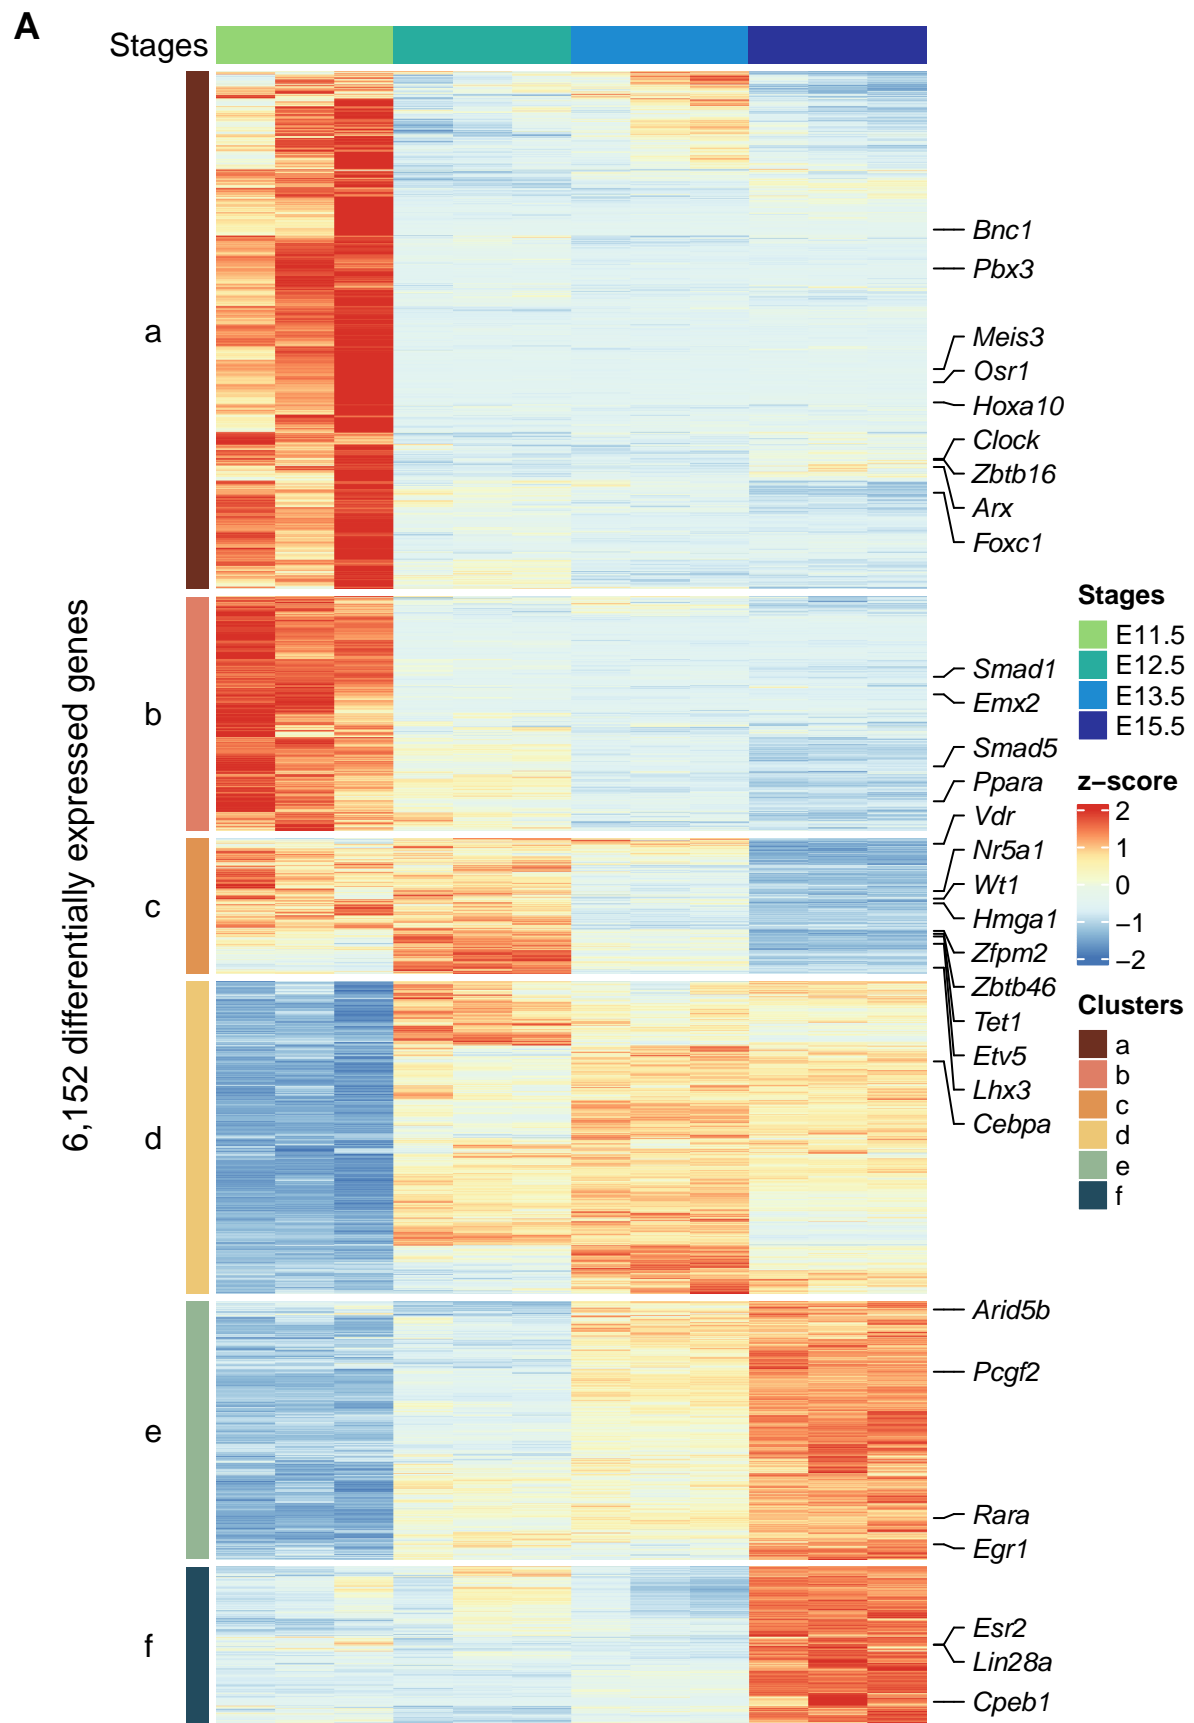 A
Stages
a
b
c
d
e
f
6,152 differentially expressed genes
Bnc1
Pbx3
Meis3
Osr1
Hoxa10
Clock
Zbtb16
Arx
Foxc1
Smad1
Emx2
Smad5
Ppara
Vdr
Nr5a1
Wt1
Hmga1
Zfpm2
Zbtb46
Tet1
Etv5
Lhx3
Cebpa
Arid5b
Pcgf2
Rara
Egr1
Esr2
Lin28a
Cpeb1
Stages
E11.5
E12.5
E13.5
E15.5
z−score
2
1
0
−1
−2
Clusters
a
b
c
d
e
f